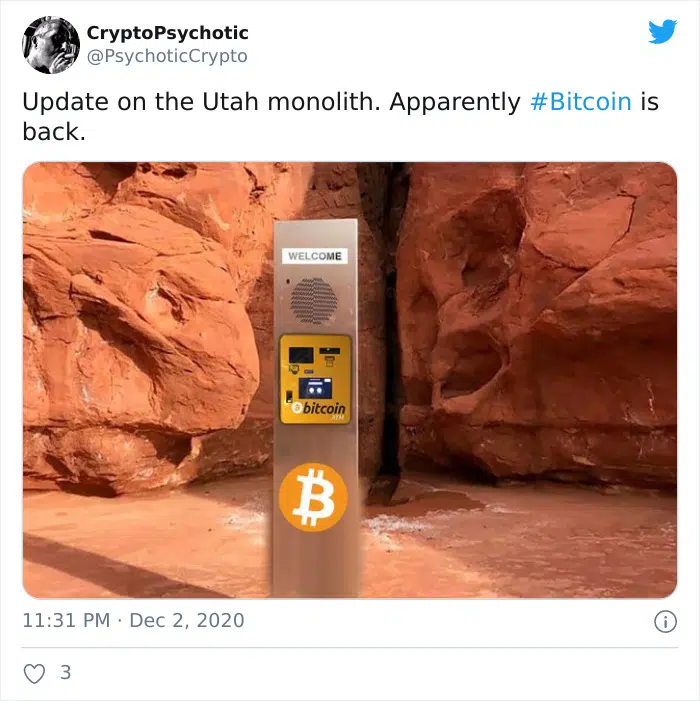 CryptoPsychotic
@PsychoticCrypto
Update on the Utah monolith. Apparently #Bitcoin is
back.
WELCOME
bitcoin
11:31 PM · Dec 2, 2020
3